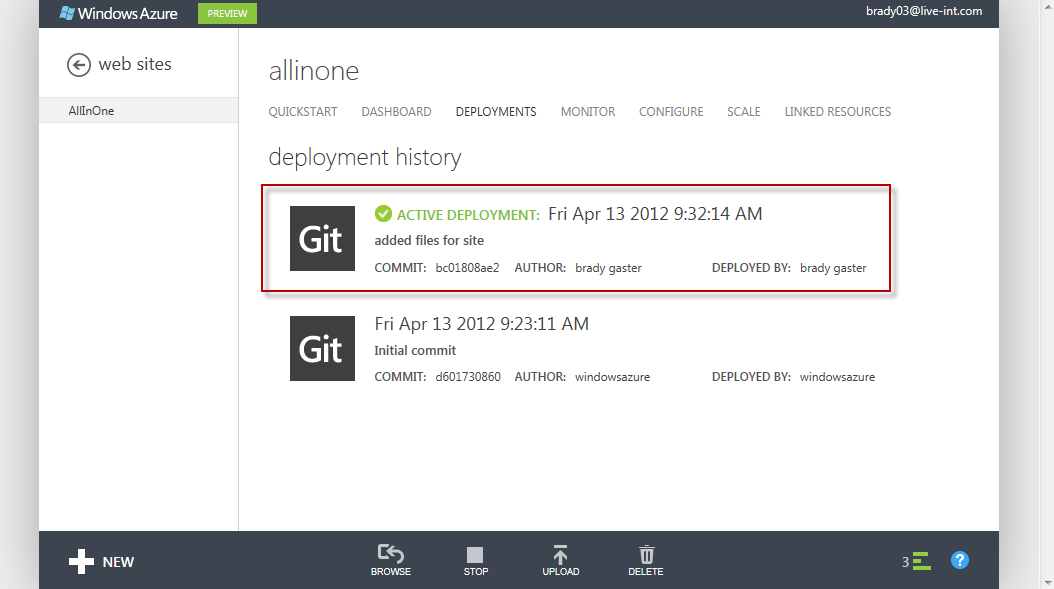 Windows Azure PREVIEW brady03@live-int.com
web sites
AllInOne
allinone
QUICKSTART DASHBOARD DEPLOYMENTS MONITOR CONFIGURE SCALE LINKED RESOURCES
deployment history
Git
ACTIVE DEPLOYMENT: Fri Apr 13 2012 9:32:14 AM
added files for site
COMMIT: bc01808ae2 AUTHOR: brady gaster DEPLOYED BY: brady gaster
Git
Fri Apr 13 2012 9:23:11 AM
Initial commit
COMMIT: d601730860 AUTHOR: windowsazure DEPLOYED BY: windowsazure
NEW BROWSE STOP UPLOAD DELETE 3 ?